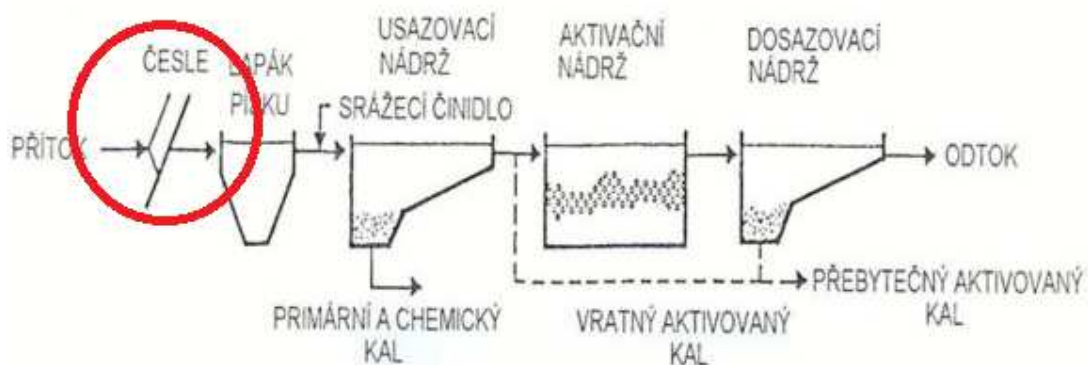 ČESLE
LAPÁK
PÍSKU
USAZOVACÍ
NÁDRŽ
AKTIVAČNÍ
NÁDRŽ
DOSAZOVACÍ
NÁDRŽ
SRÁŽECÍ ČINIDLO
PŘÍTOK
ODTOK
PRIMÁRNÍ A CHEMICKÝ
KAL
VRATNÝ AKTIVOVANÝ
KAL
PŘEBYTEČNÝ AKTIVOVANÝ
KAL